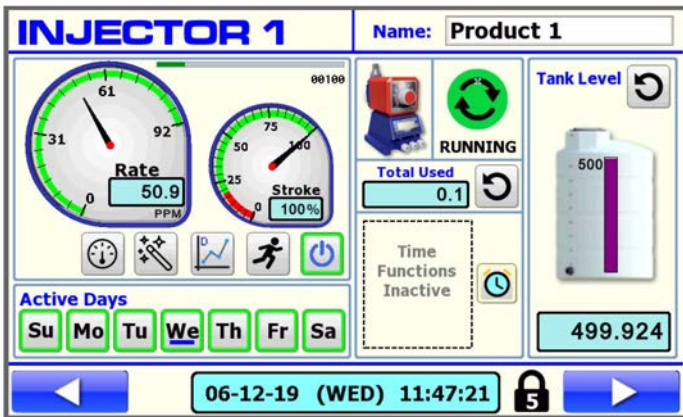 INJECTOR 1
Name: Product 1
00100
0
31
61
92
Rate
50.9
PPM
0
25
50
75
100
Stroke
100%
D
RUNNING
Total Used
0.1
Time
Functions
Inactive
Tank Level
500
499.924
Active Days
Su Mo Tu We Th Fr Sa
06-12-19 (WED) 11:47:21
5